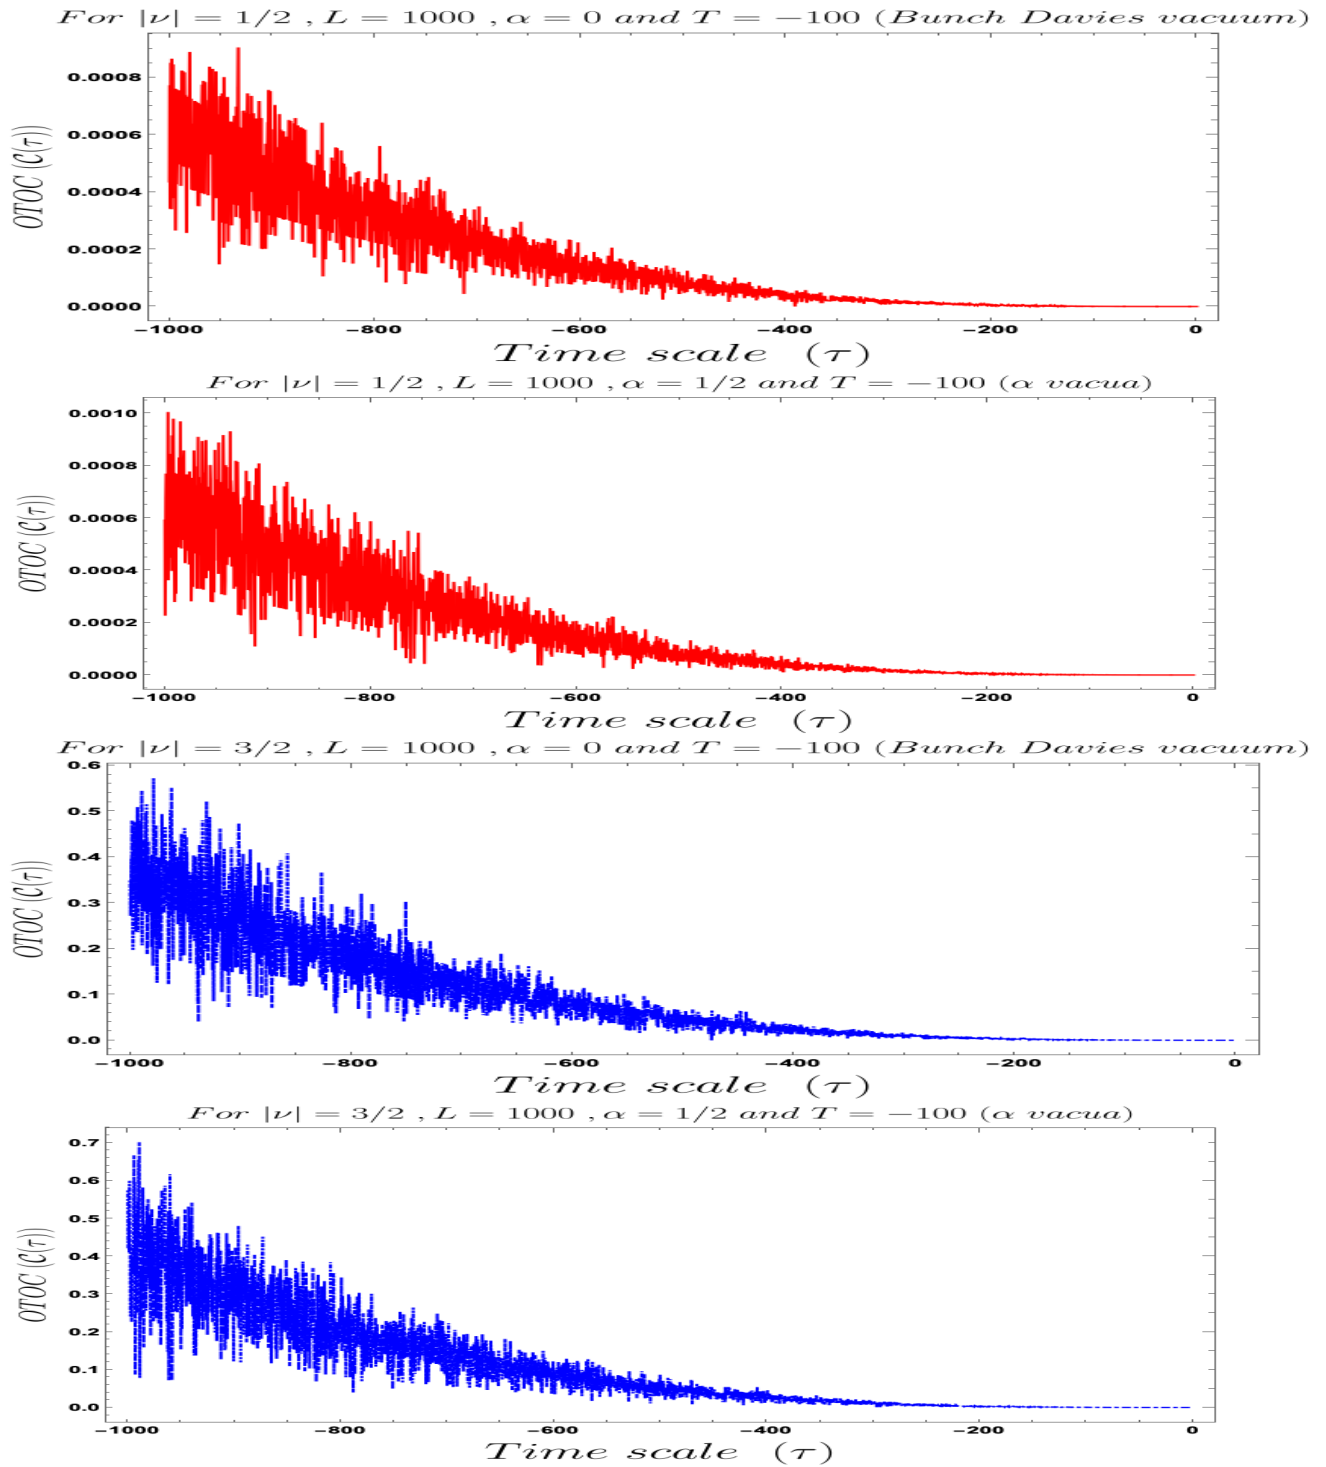 For |ν| = 1/2 , L = 1000 , α = 0 and T = −100 (Bunch Davies vacuum)
0.0008
0.0006
0.0004
0.0002
0.0000
OTOC (C(τ))
−1000 −800 −600 −400 −200 0
Time scale (τ)
For |ν| = 1/2 , L = 1000 , α = 1/2 and T = −100 (α vacua)
0.0010
0.0008
0.0006
0.0004
0.0002
0.0000
OTOC (C(τ))
−1000 −800 −600 −400 −200 0
Time scale (τ)
For |ν| = 3/2 , L = 1000 , α = 0 and T = −100 (Bunch Davies vacuum)
0.6
0.5
0.4
0.3
0.2
0.1
0.0
OTOC (C(τ))
−1000 −800 −600 −400 −200 0
Time scale (τ)
For |ν| = 3/2 , L = 1000 , α = 1/2 and T = −100 (α vacua)
0.7
0.6
0.5
0.4
0.3
0.2
0.1
0.0
OTOC (C(τ))
−1000 −800 −600 −400 −200 0
Time scale (τ)